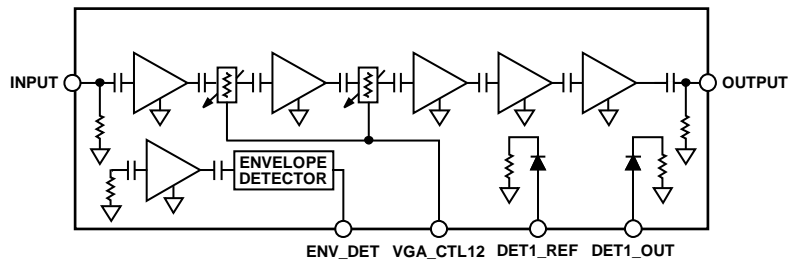 INPUT
OUTPUT
ENVELOPE
DETECTOR
ENV_DET
VGA_CTL12
DET1_REF
DET1_OUT